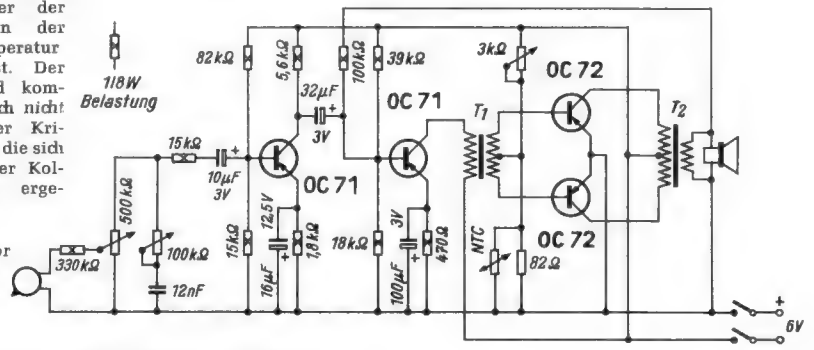 er der
n der
peratur
st. Der
d kom-
ch nicht
er Kri-
die sich
er Kol-
erge-
or
1/8W
Belastung
82kΩ
5,6kΩ
100kΩ
39kΩ
3kΩ
OC 72
32µF
+
3V
OC 71
T1
T2
15kΩ
+
10µF
3V
OC 71
500kΩ
100kΩ
330kΩ
12nF
15kΩ
12,5V
16µF
+
1,8kΩ
18kΩ
3V
100µF
+
470Ω
NTC
82Ω
OC 72
+
6V
-